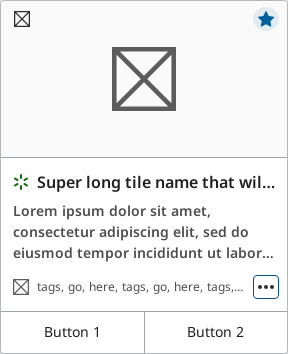 Super long tile name that wil...
Lorem ipsum dolor sit amet,
consectetur adipiscing elit, sed do
eiusmod tempor incididunt ut labor...
tags, go, here, tags, go, here, tags,...
Button 1
Button 2